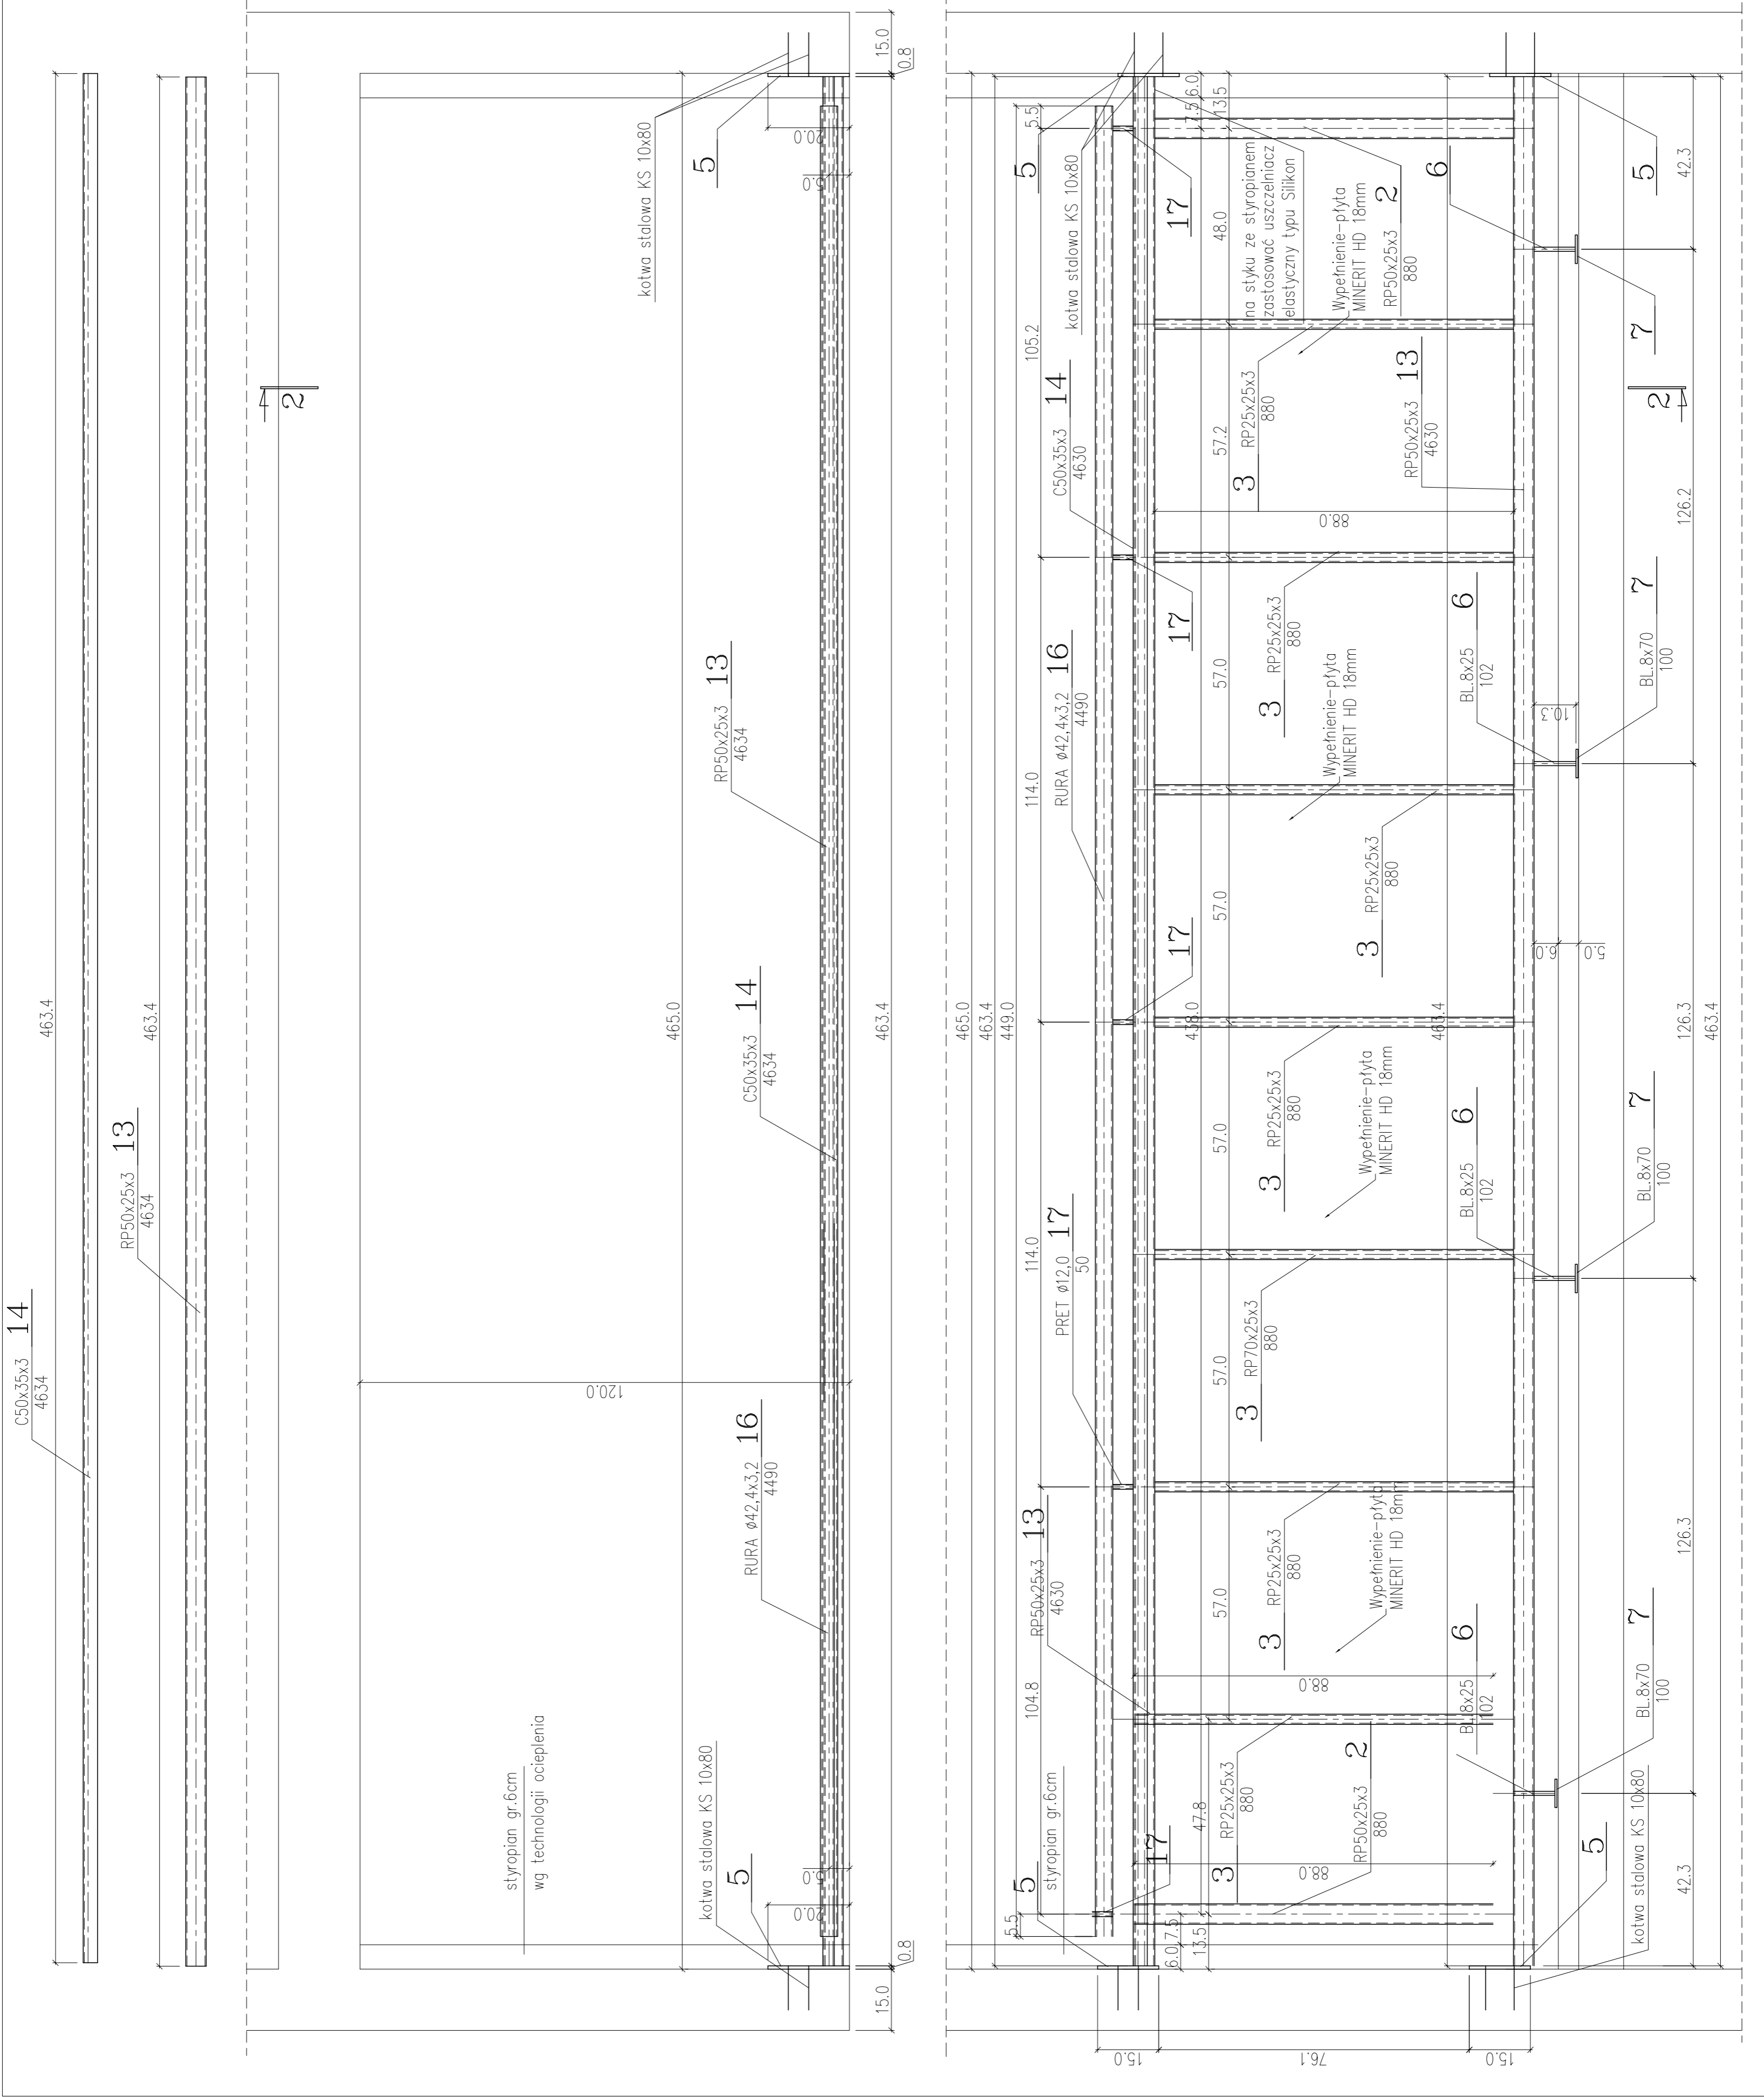 14
C50x35x3
4634
463.4
13
RP50x25x3
4634
463.4
2
kotwa stalowa KS 10x80
5
20.0
5.0
15.0
0.8
465.0
RP50x25x3
13
4634
C50x35x3
14
4634
463.4
120.0
RURA ø42,4x3,2
16
4490
styropian gr.6cm
wg technologii ocieplenia
kotwa stalowa KS 10x80
5
20.0
5.0
0.8
15.0
465.0
463.4
449.0
5.5
105.2
114.0
114.0
104.8
5.5
5
kotwa stalowa KS 10x80
C50x35x3
14
4630
RURA ø42,4x3,2
16
4490
PRET ø12,0
17
50
RP50x25x3
13
4630
styropian gr.6cm
5
17
17
17
17
7.5
6.0
13.5
438.0
48.0
57.2
57.0
57.0
57.0
57.0
57.0
47.8
6.0
7.5
13.5
na styku ze styropianem
zastosować uszczelniacz
elastyczny typu Silikon
Wypełnienie-płyta
MINERIT HD 18mm
RP50x25x3
2
880
3
RP25x25x3
880
RP50x25x3
13
4630
88.0
3
RP25x25x3
880
Wypełnienie-płyta
MINERIT HD 18mm
3
RP25x25x3
880
3
RP25x25x3
880
Wypełnienie-płyta
MINERIT HD 18mm
3
RP70x25x3
880
3
RP25x25x3
880
Wypełnienie-płyta
MINERIT HD 18mm
88.0
3
RP25x25x3
880
RP50x25x3
2
880
88.0
463.4
6
7
5
BL.8x25
6
102
BL.8x70
7
100
10.3
6.0
5.0
BL.8x25
6
102
BL.8x70
7
100
BL.8x25
6
102
BL.8x70
7
100
5
kotwa stalowa KS 10x80
2
42.3
126.2
126.3
126.3
42.3
463.4
15.0
76.1
15.0